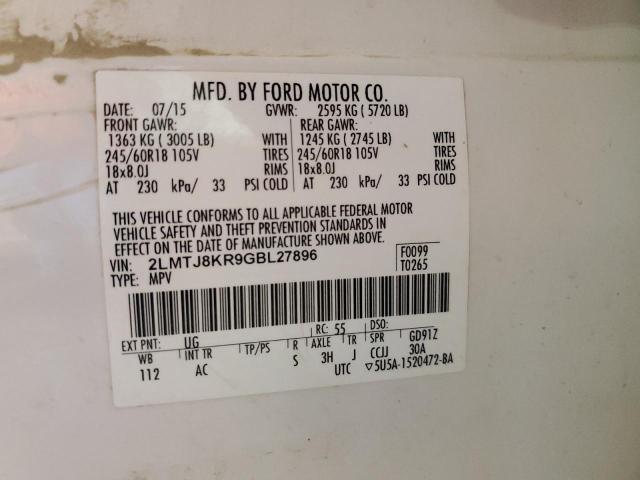 MFD. BY FORD MOTOR CO.
DATE: 07/15 GVWR: 2595 KG ( 5720 LB)
FRONT GAWR: REAR GAWR:
1363 KG ( 3005 LB) WITH 1245 KG ( 2745 LB) WITH
245/60R18 105V TIRES 245/60R18 105V TIRES
18x8.0J RIMS 18x8.0J RIMS
AT 230 kPa/ 33 PSI COLD AT 230 kPa/ 33 PSI COLD
THIS VEHICLE CONFORMS TO ALL APPLICABLE FEDERAL MOTOR
VEHICLE SAFETY AND THEFT PREVENTION STANDARDS IN
EFFECT ON THE DATE OF MANUFACTURE SHOWN ABOVE.
VIN: 2LMTJ8KR9GBL27896 F0099
TYPE: MPV T0265
EXT PNT: UG RC: 55 DSO:
WB INT TR TP/PS R AXLE TR SPR GD91Z
112 AC S 3H J CCJJ 30A
UTC ▽5U5A-1520472-BA